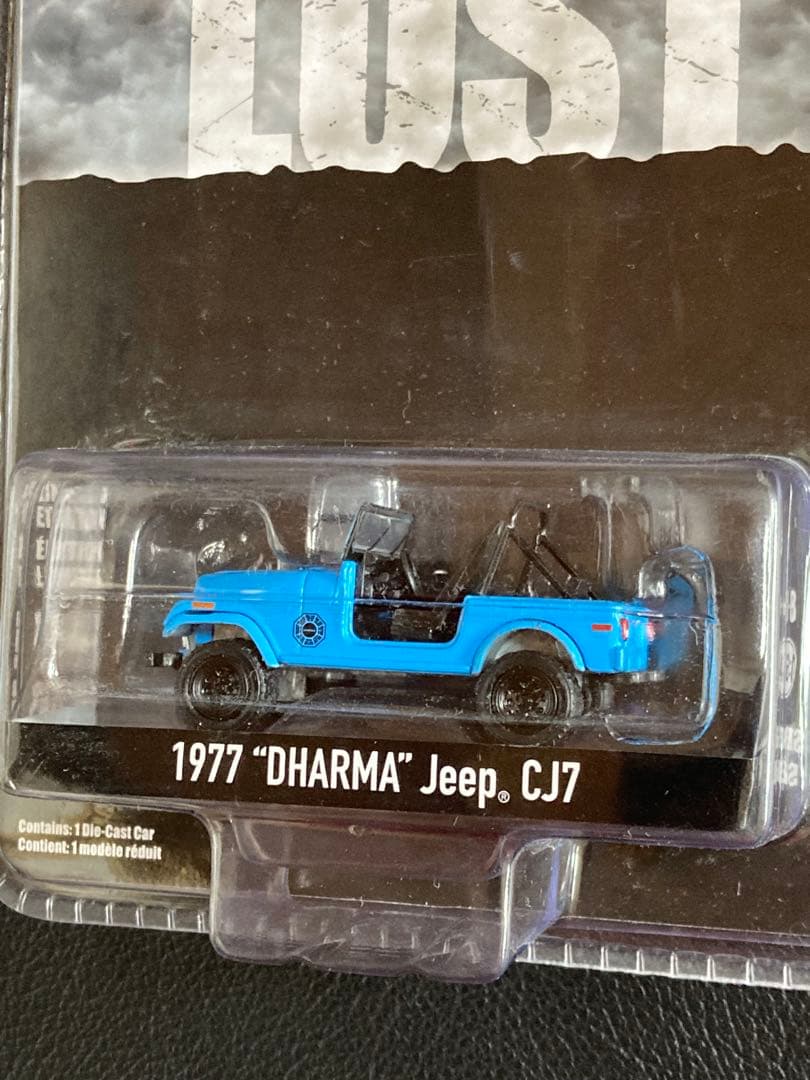 LOST
1977 “DHARMA” Jeep® CJ7
Contains: 1 Die-Cast Car
Contient: 1 modèle réduit